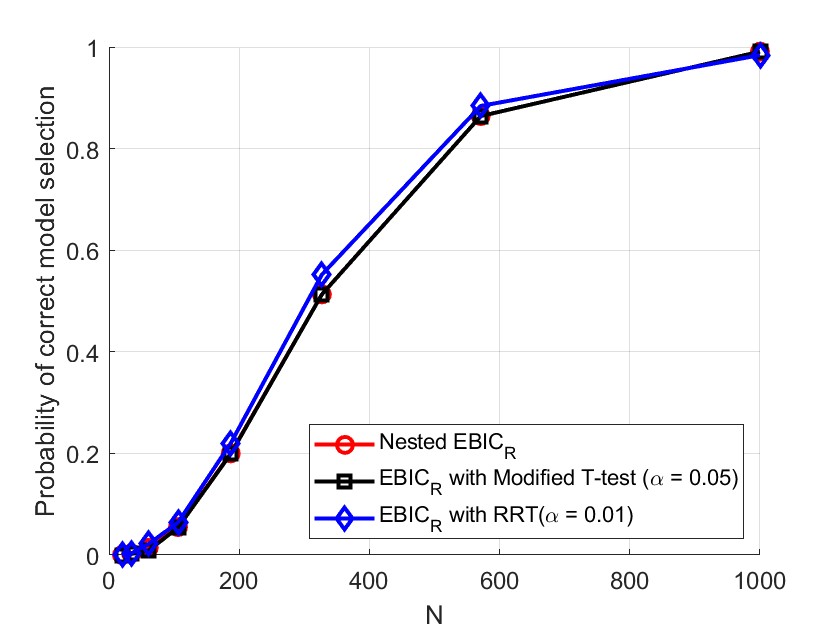 1
0.8
0.6
0.4
0.2
0
0
200
400
600
800
1000
Probability of correct model selection
N
Nested EBIC_R
EBIC_R with Modified T-test (α = 0.05)
EBIC_R with RRT(α = 0.01)